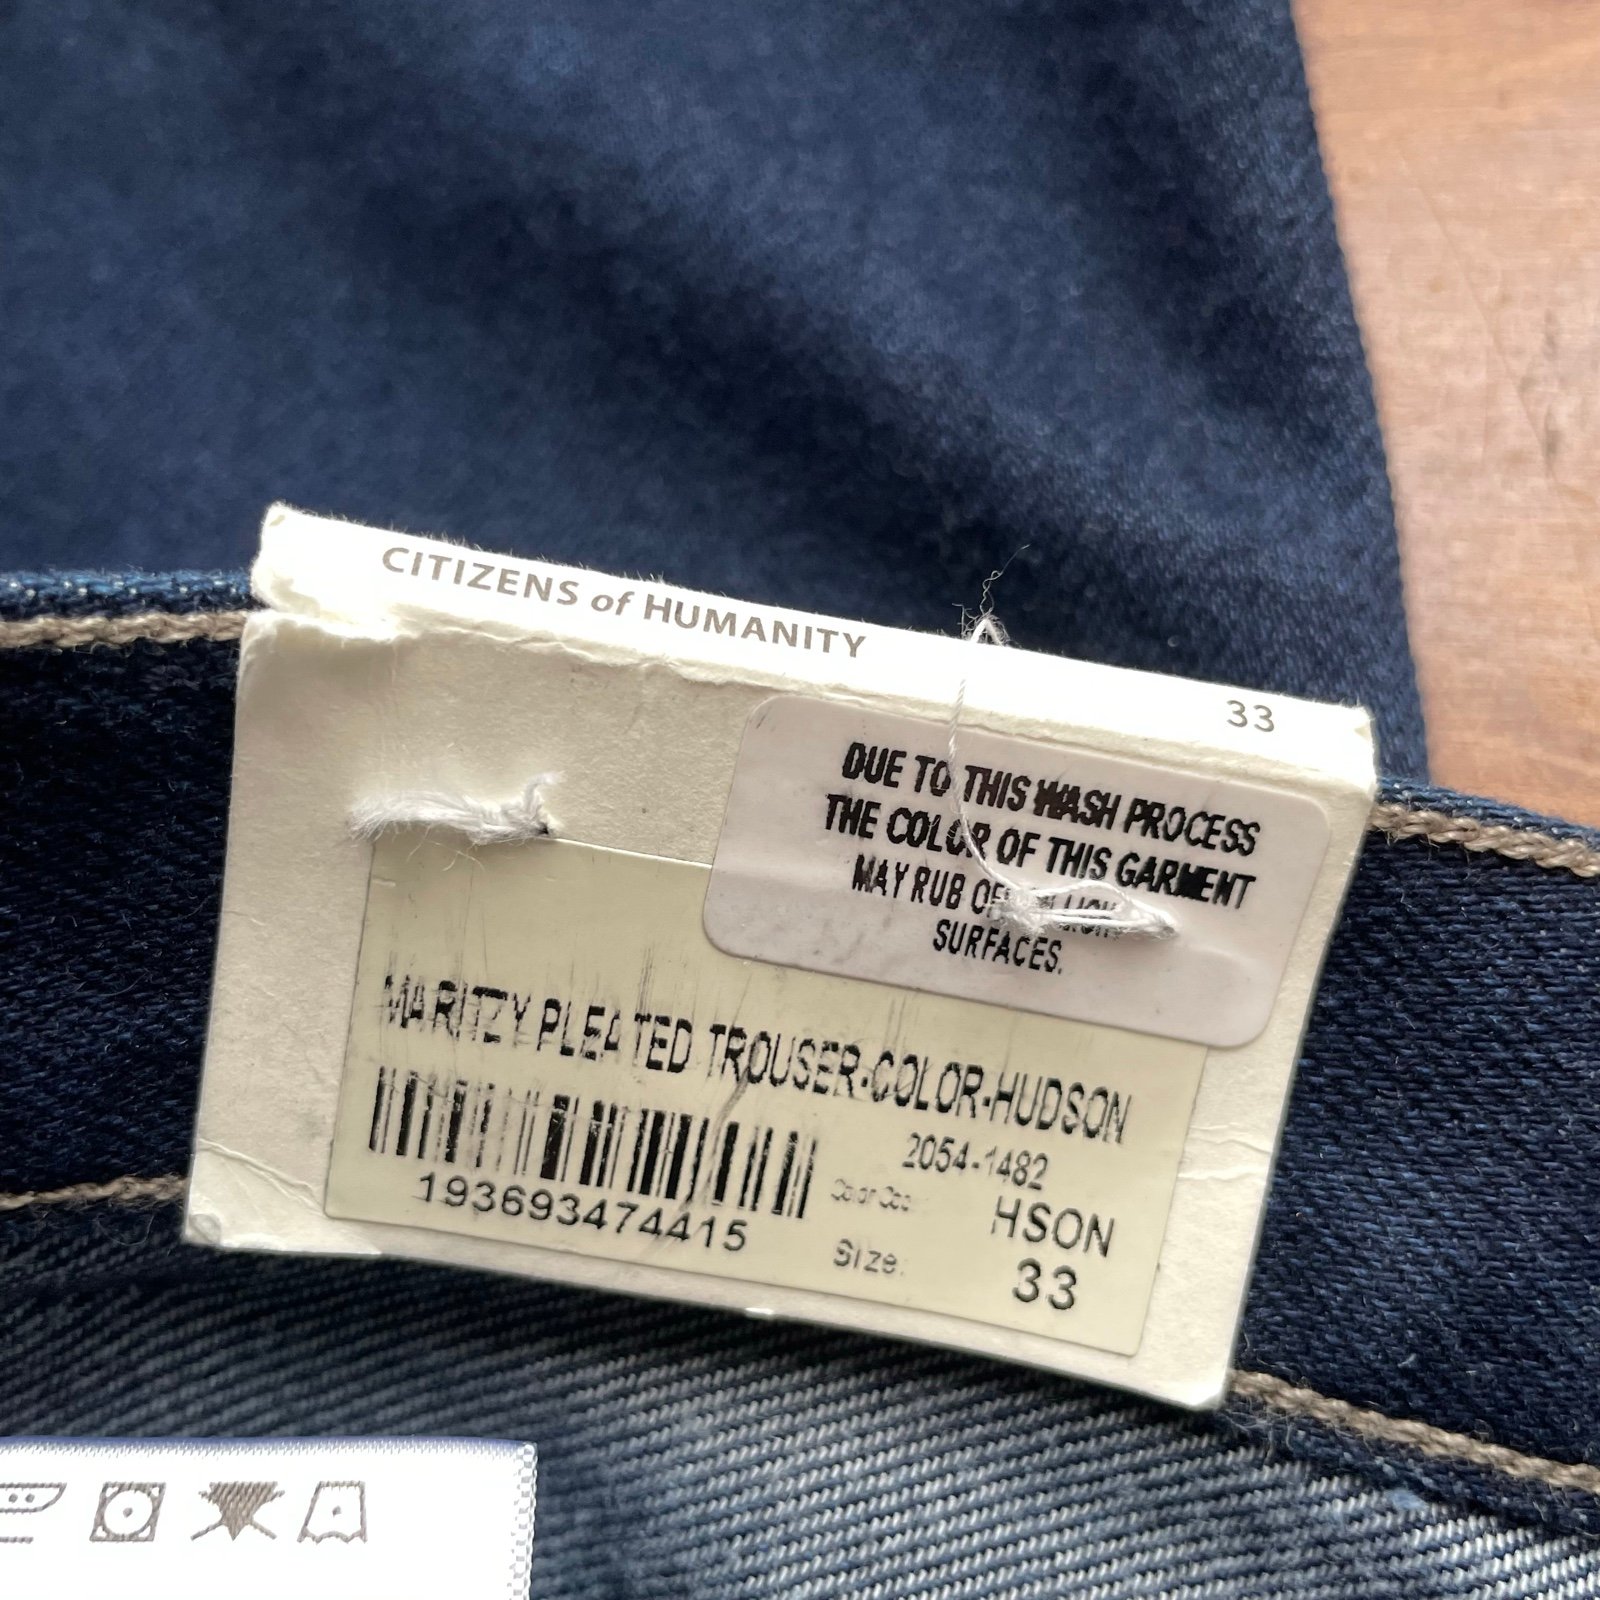 CITIZENS of HUMANITY
33
DUE TO THIS WASH PROCESS
THE COLOR OF THIS GARMENT
MAY RUB
SURFACES.
MARITZY PLEATED TROUSER-COLOR-HUDSON
2054-1482
HSON
193693474415
Size: 33